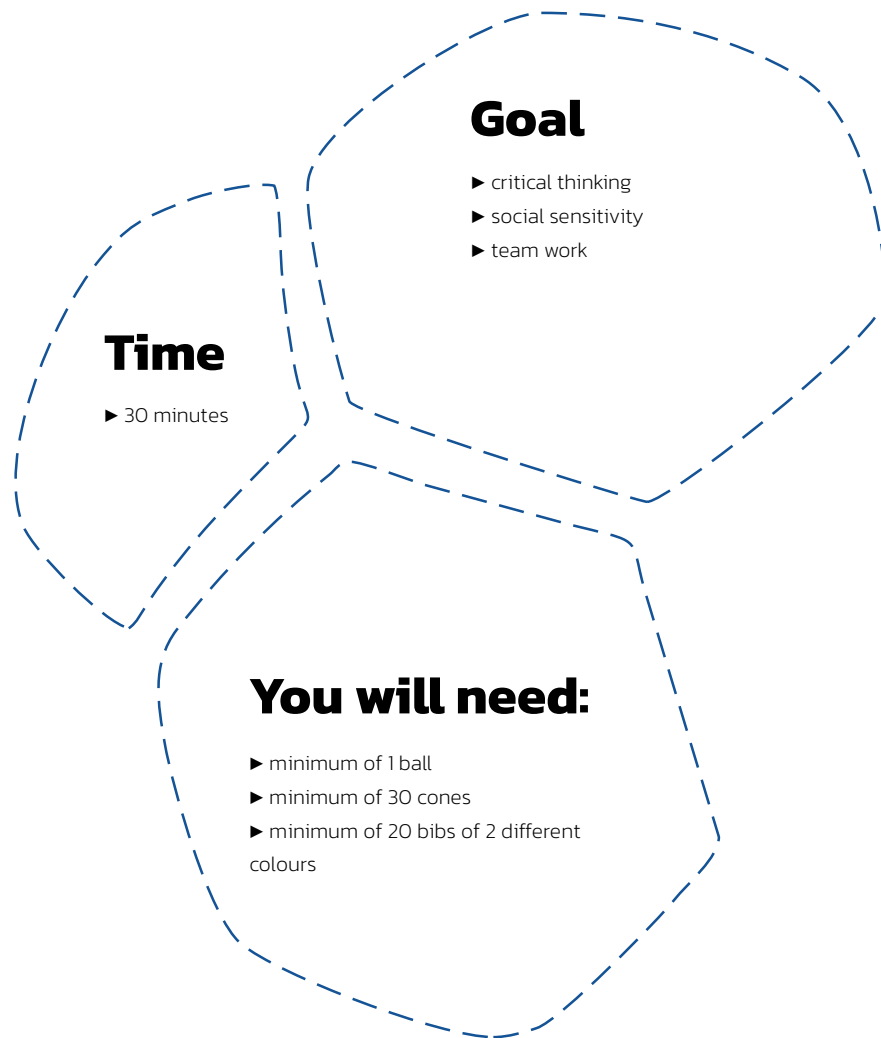 Goal
► critical thinking
► social sensitivity
► team work
Time
► 30 minutes
You will need:
► minimum of 1 ball
► minimum of 30 cones
► minimum of 20 bibs of 2 different
colours